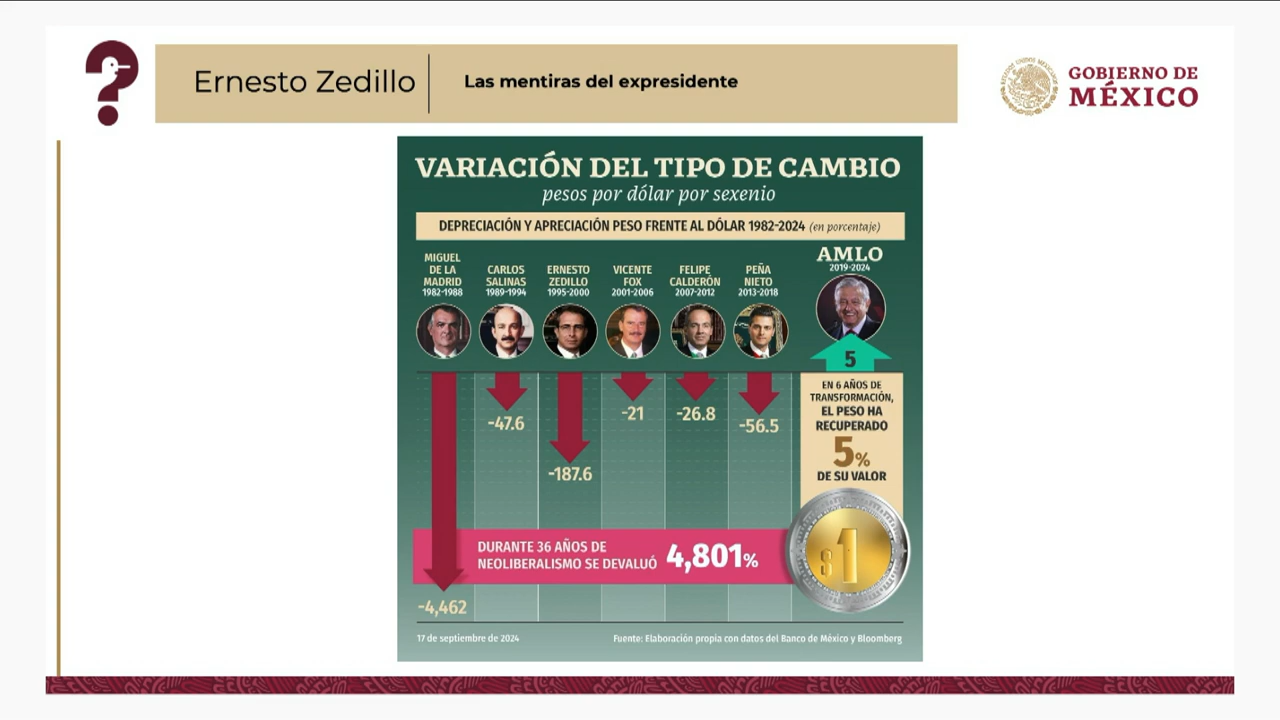 Ernesto Zedillo
Las mentiras del expresidente
GOBIERNO DE
MÉXICO
VARIACIÓN DEL TIPO DE CAMBIO
pesos por dólar por sexenio
DEPRECIACIÓN Y APRECIACIÓN PESO FRENTE AL DÓLAR 1982-2024 (en porcentaje)
MIGUEL
DE LA
MADRID
1982-1988
CARLOS
SALINAS
1989-1994
ERNESTO
ZEDILLO
1995-2000
VICENTE
FOX
2001-2006
FELIPE
CALDERÓN
2007-2012
PEÑA
NIETO
2013-2018
AMLO
2019-2024
5
-4,462
-47.6
-187.6
-21
-26.8
-56.5
EN 6 AÑOS DE
TRANSFORMACIÓN,
EL PESO HA
RECUPERADO
5%
DE SU VALOR
$1
DURANTE 36 AÑOS DE
NEOLIBERALISMO SE DEVALUÓ
4,801%
17 de septiembre de 2024
Fuente: Elaboración propia con datos del Banco de México y Bloomberg